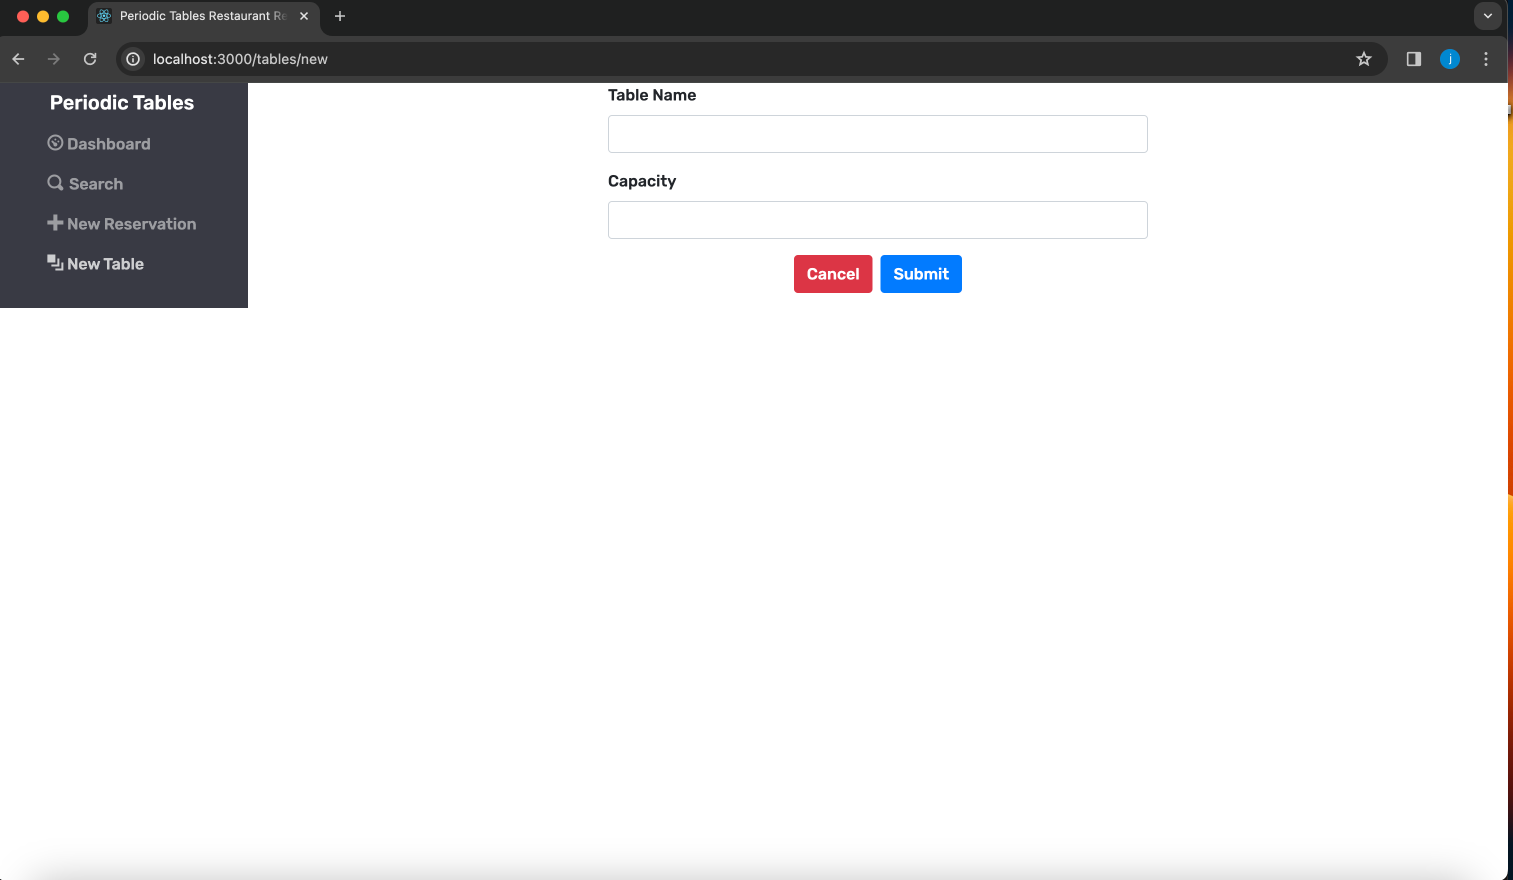 Periodic Tables Restaurant Re
localhost:3000/tables/new
j
Periodic Tables
Dashboard
Search
New Reservation
New Table
Table Name
Capacity
Cancel Submit